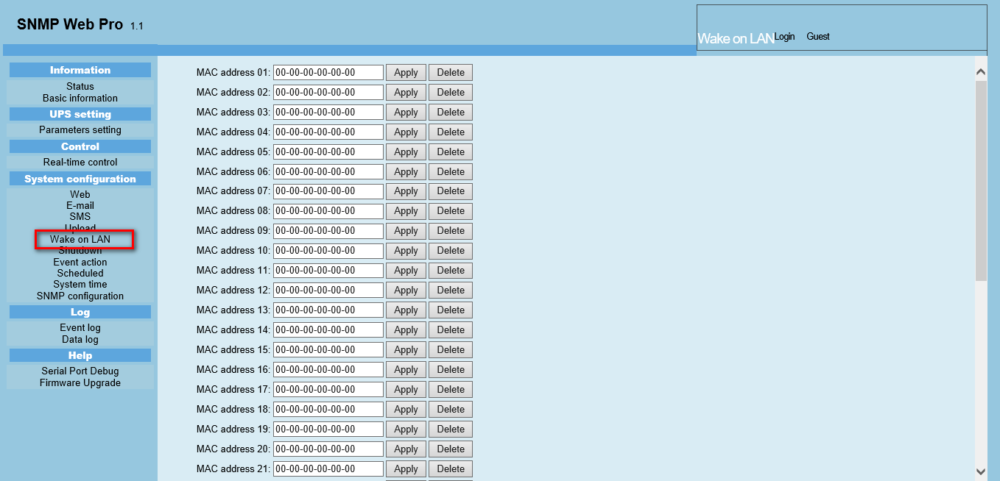 SNMP Web Pro 1.1
Wake on LAN Login Guest
Information
Status
Basic information
UPS setting
Parameters setting
Control
Real-time control
System configuration
Web
E-mail
SMS
Upload
Wake on LAN
Shutdown
Event action
Scheduled
System time
SNMP configuration
Log
Event log
Data log
Help
Serial Port Debug
Firmware Upgrade
MAC address 01: 00-00-00-00-00-00 Apply Delete
MAC address 02: 00-00-00-00-00-00 Apply Delete
MAC address 03: 00-00-00-00-00-00 Apply Delete
MAC address 04: 00-00-00-00-00-00 Apply Delete
MAC address 05: 00-00-00-00-00-00 Apply Delete
MAC address 06: 00-00-00-00-00-00 Apply Delete
MAC address 07: 00-00-00-00-00-00 Apply Delete
MAC address 08: 00-00-00-00-00-00 Apply Delete
MAC address 09: 00-00-00-00-00-00 Apply Delete
MAC address 10: 00-00-00-00-00-00 Apply Delete
MAC address 11: 00-00-00-00-00-00 Apply Delete
MAC address 12: 00-00-00-00-00-00 Apply Delete
MAC address 13: 00-00-00-00-00-00 Apply Delete
MAC address 14: 00-00-00-00-00-00 Apply Delete
MAC address 15: 00-00-00-00-00-00 Apply Delete
MAC address 16: 00-00-00-00-00-00 Apply Delete
MAC address 17: 00-00-00-00-00-00 Apply Delete
MAC address 18: 00-00-00-00-00-00 Apply Delete
MAC address 19: 00-00-00-00-00-00 Apply Delete
MAC address 20: 00-00-00-00-00-00 Apply Delete
MAC address 21: 00-00-00-00-00-00 Apply Delete